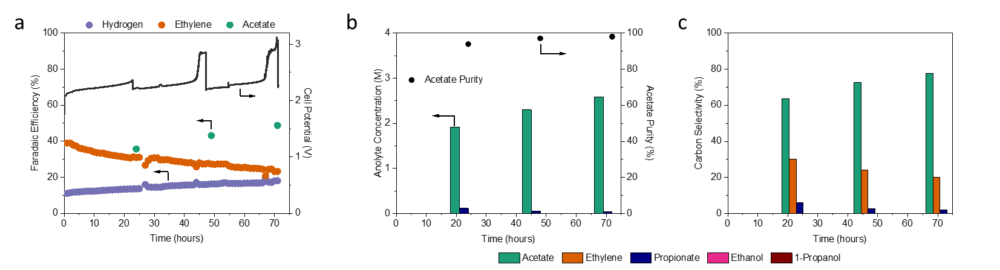 a
Hydrogen Ethylene Acetate
100
80
60
40
20
0
Faradaic Efficiency (%)
3
2
1
0
Cell Potential (V)
0 10 20 30 40 50 60 70
Time (hours)
b
4
3
2
1
0
Anolyte Concentration (M)
Acetate Purity
100
80
60
40
20
0
Acetate Purity (%)
0 10 20 30 40 50 60 70
Time (hours)
c
100
80
60
40
20
0
Carbon Selectivity (%)
0 10 20 30 40 50 60 70
Time (hours)
Acetate Ethylene Propionate Ethanol 1-Propanol